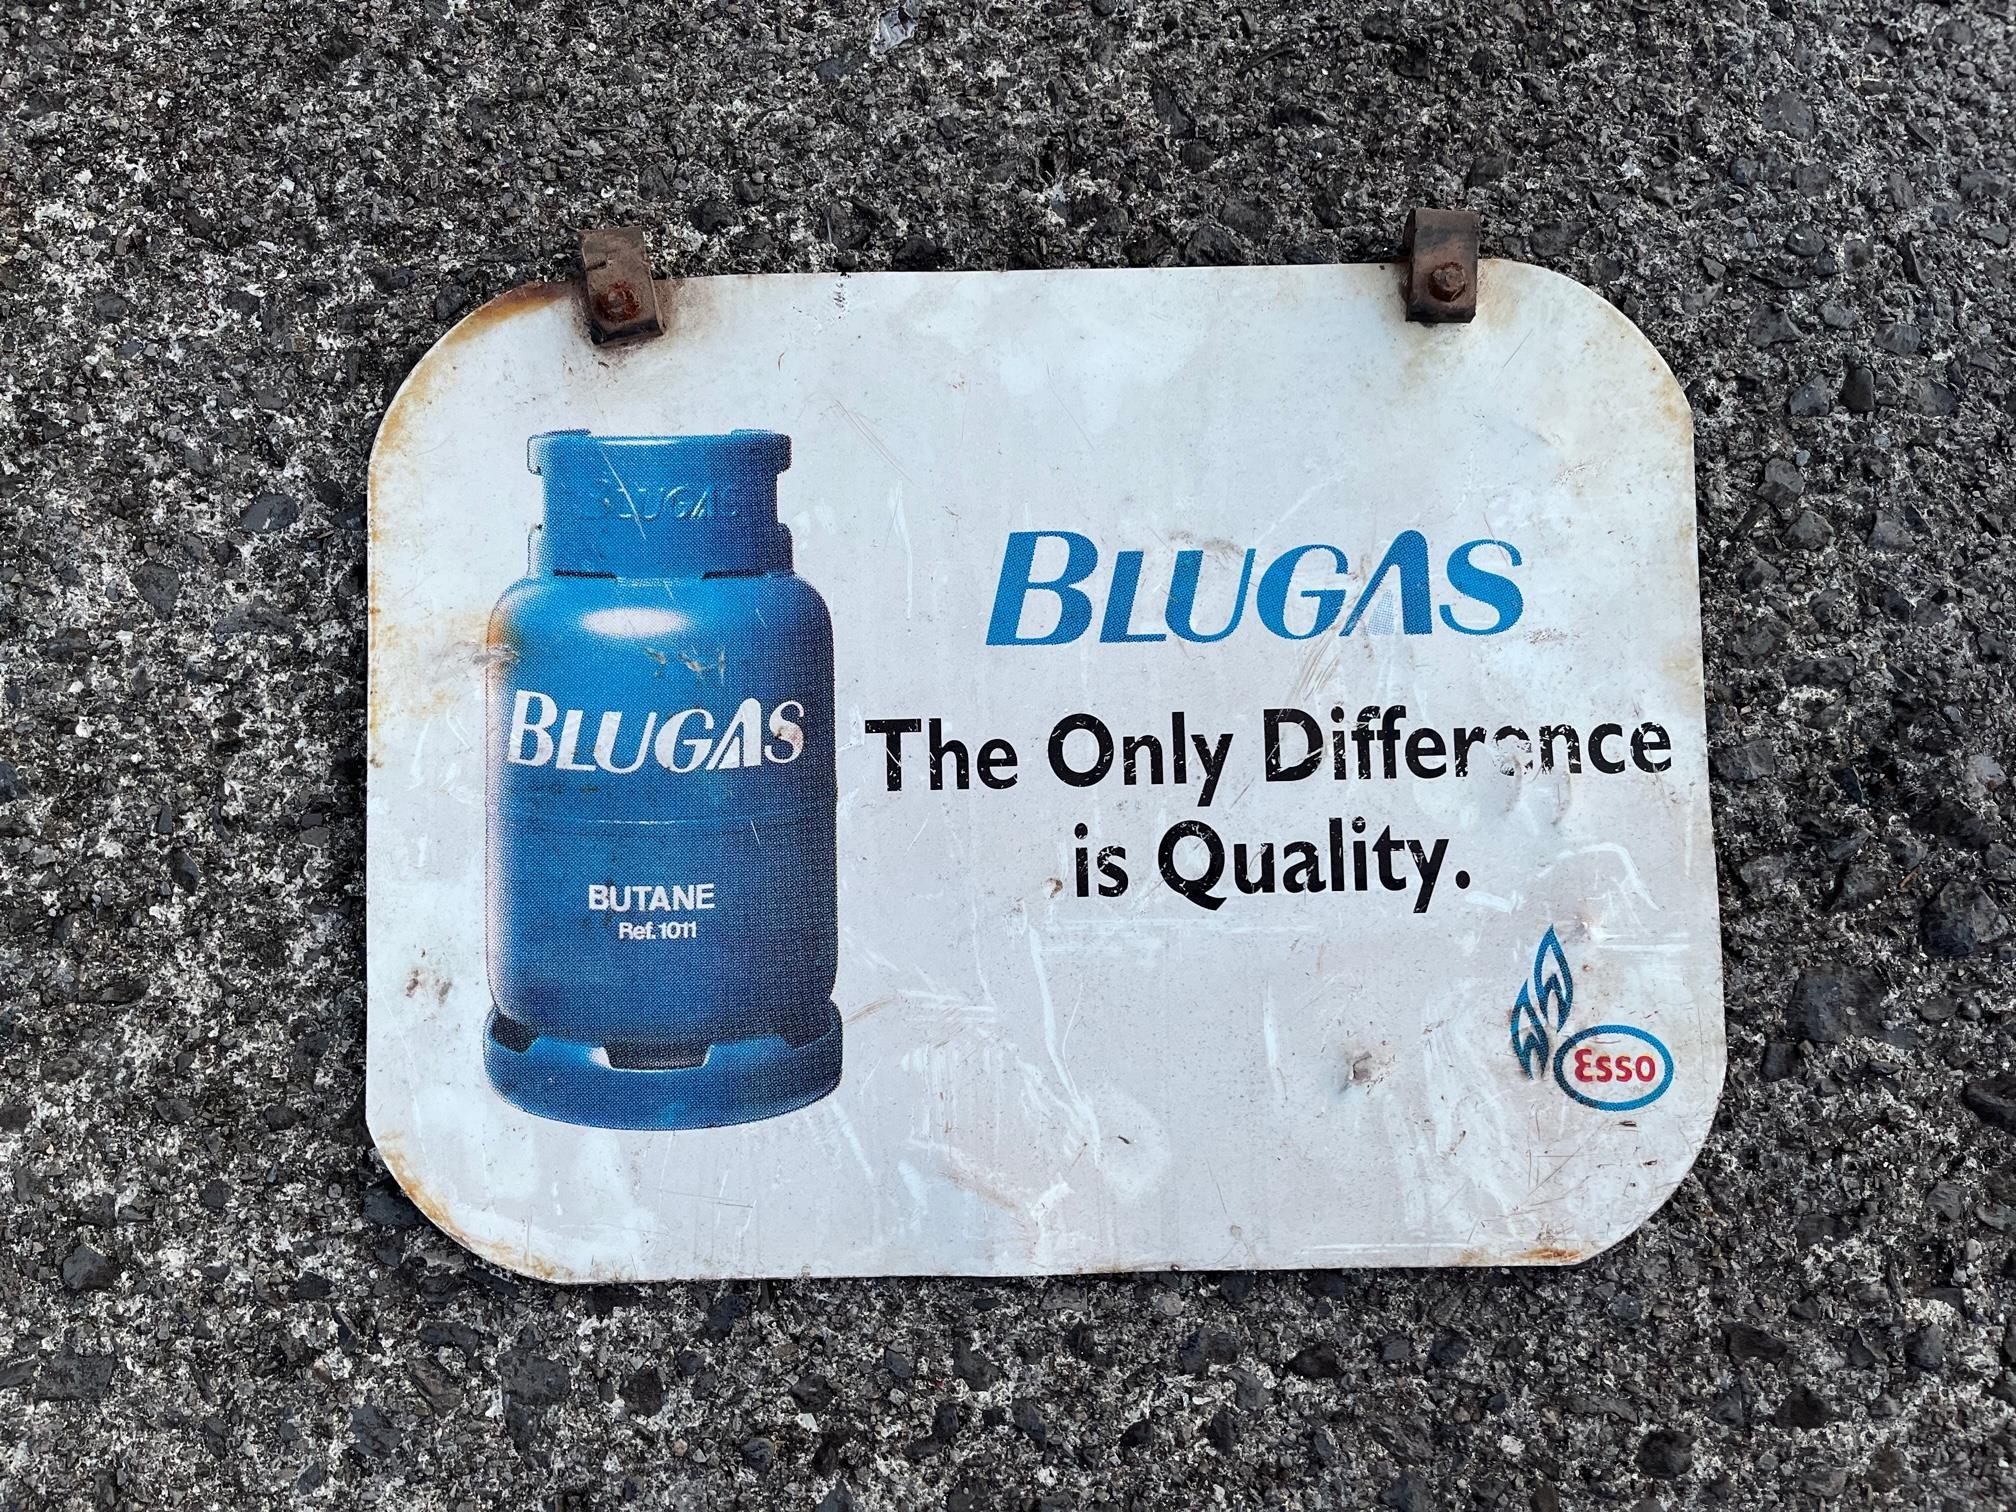 BLUGAS
BLUGAS
BUTANE
Ref. 1011
BLUGAS
The Only Difference
is Quality.
Esso